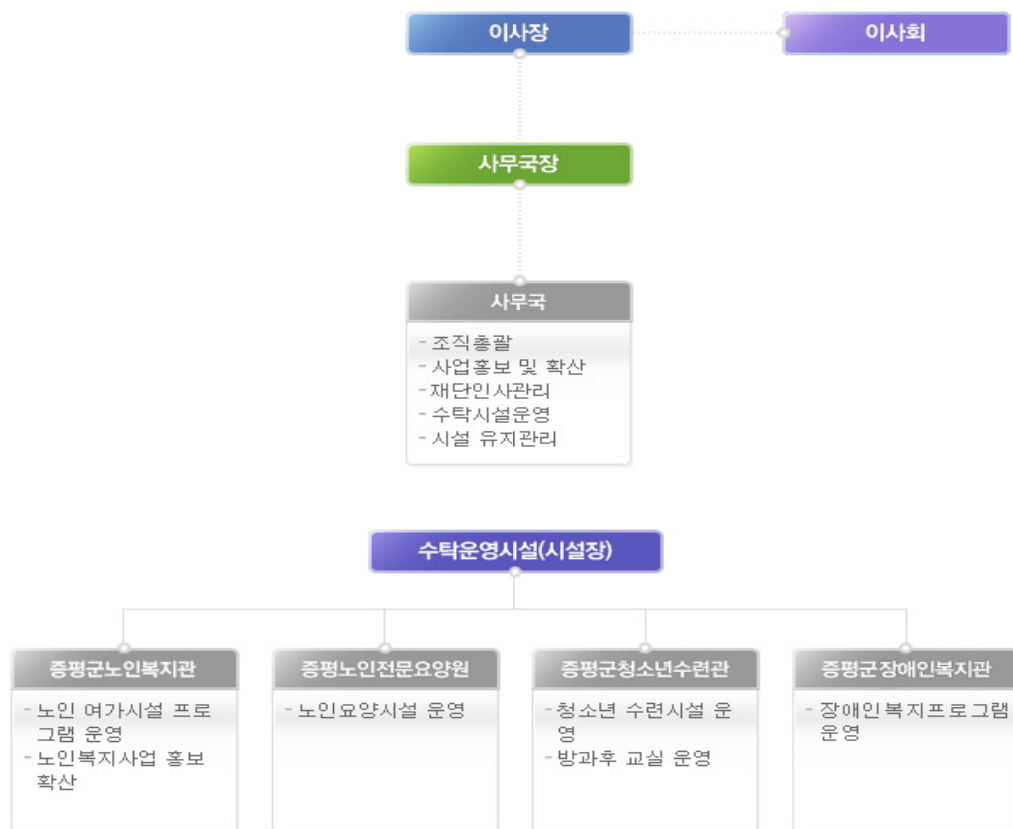 이사장
이사회
사무국장
사무국
- 조직총괄
- 사업홍보 및 확산
- 재단인사관리
- 수탁시설운영
- 시설 유지관리
수탁운영시설(시설장)
증평군노인복지관
- 노인 여가시설 프로
그램 운영
- 노인복지사업 홍보
확산
증평노인전문요양원
- 노인요양시설 운영
증평군청소년수련관
- 청소년 수련시설 운
영
- 방과후 교실 운영
증평군장애인복지관
- 장애인복지프로그램
운영